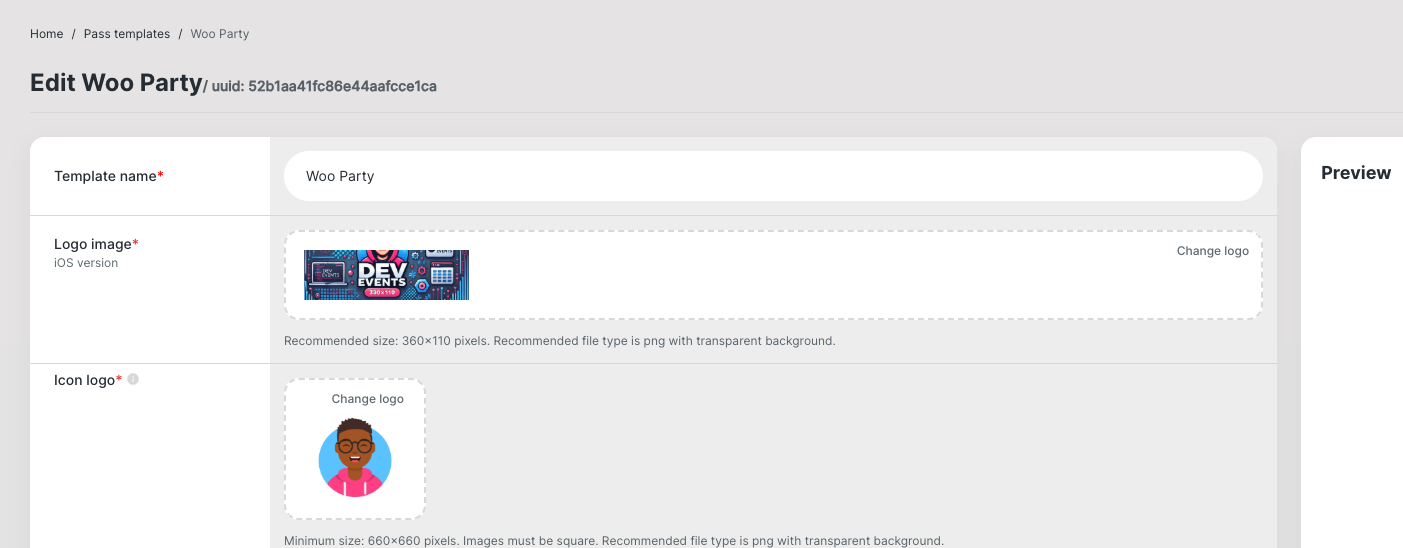 Home / Pass templates / Woo Party
Edit Woo Party/ uuid: 52b1aa41fc86e44aafcce1ca
Template name*
Woo Party
Preview
Logo image*
iOS version
Change logo
DEV
EVENTS
DEV
EVENTS
330×110
EVENTS
Recommended size: 360×110 pixels. Recommended file type is png with transparent background.
Icon logo*
Change logo
Minimum size: 660×660 pixels. Images must be square. Recommended file type is png with transparent background.